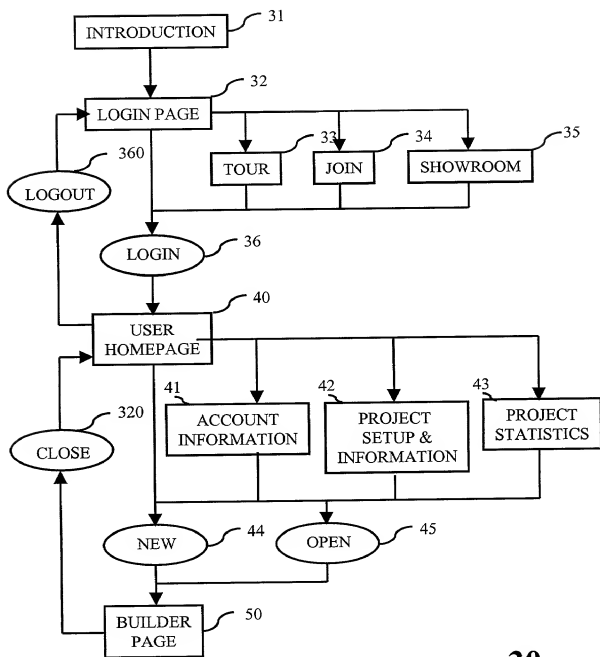 INTRODUCTION
31
32
LOGIN PAGE
33
34
35
TOUR
JOIN
SHOWROOM
360
LOGOUT
LOGIN
36
40
USER
HOMEPAGE
41
42
43
ACCOUNT
INFORMATION
PROJECT
SETUP &
INFORMATION
PROJECT
STATISTICS
320
CLOSE
NEW
44
OPEN
45
50
BUILDER
PAGE